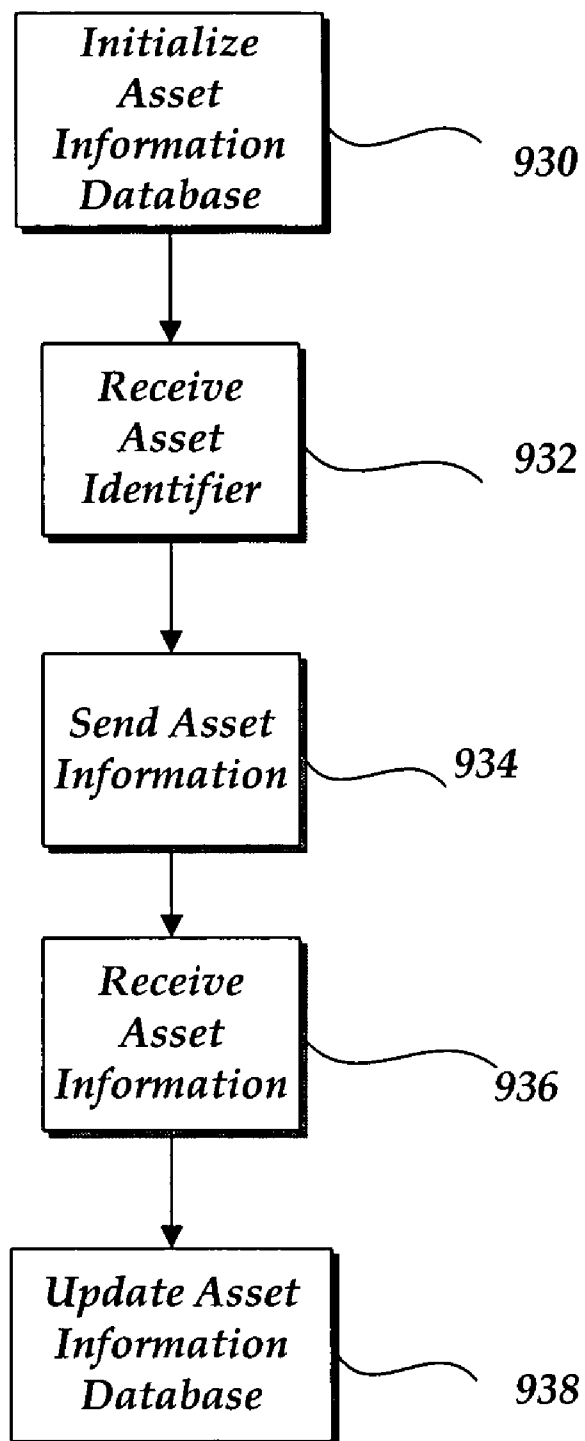 Initialize
Asset
Information
Database
930
Receive
Asset
Identifier
932
Send Asset
Information
934
Receive
Asset
Information
936
Update Asset
Information
Database
938